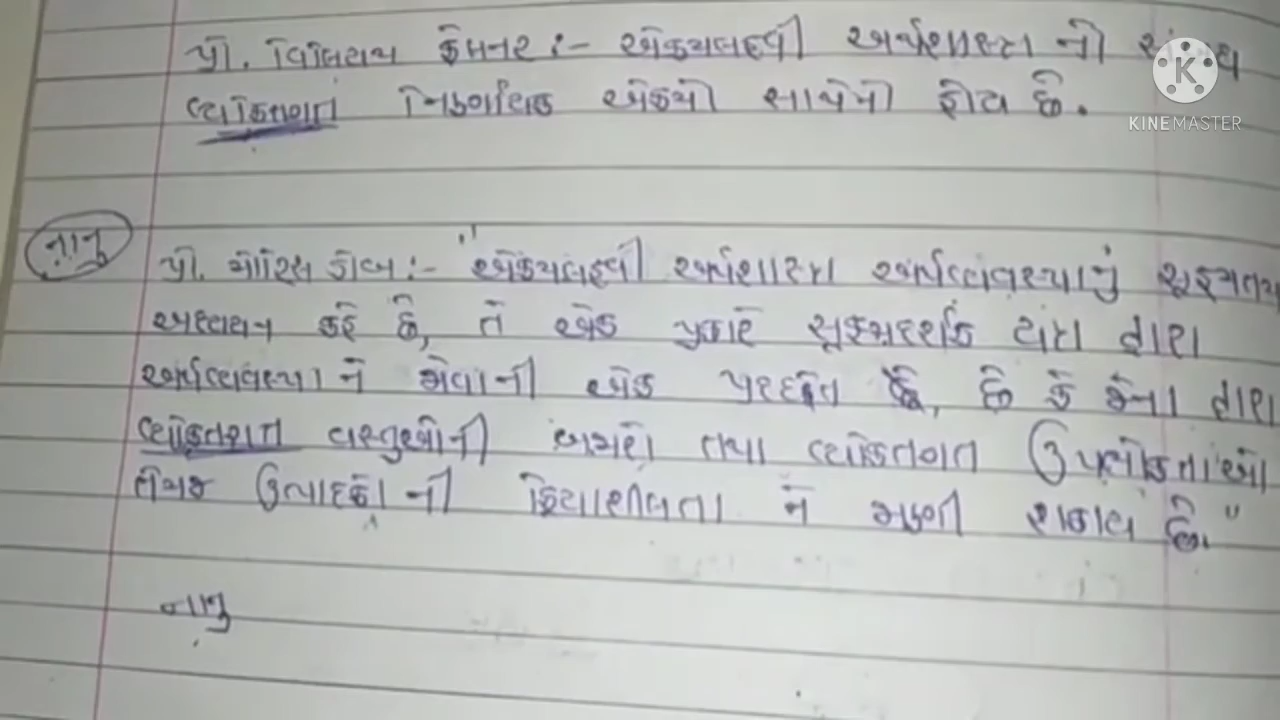 પ્રો. વિલિયમ ફેલનર :- એકમલક્ષી અર્થશાસ્ત્ર નો સંબંધ
વ્યક્તિગત નિર્ણાયક એકમો સાથેનો હોય છે.
KINEMASTER
નાનુ
પ્રો. મોરિસ ડોબ :- "એકમલક્ષી અર્થશાસ્ત્ર અર્થવ્યવસ્થાનું સૂક્ષ્મતમ
અધ્યયન કરે છે, તે એક પ્રકારે સૂક્ષ્મદર્શક યંત્ર દ્વારા
અર્થવ્યવસ્થા ને જોવાની એક પદ્ધતિ છે, કે જેના દ્વારા
વ્યક્તિગત વસ્તુઓની બજારો તથા વ્યક્તિગત ઉપભોક્તાઓ
તેમજ ઉત્પાદકો ની ક્રિયાશીલતા ને જાણી શકાય છે."
નાનુ